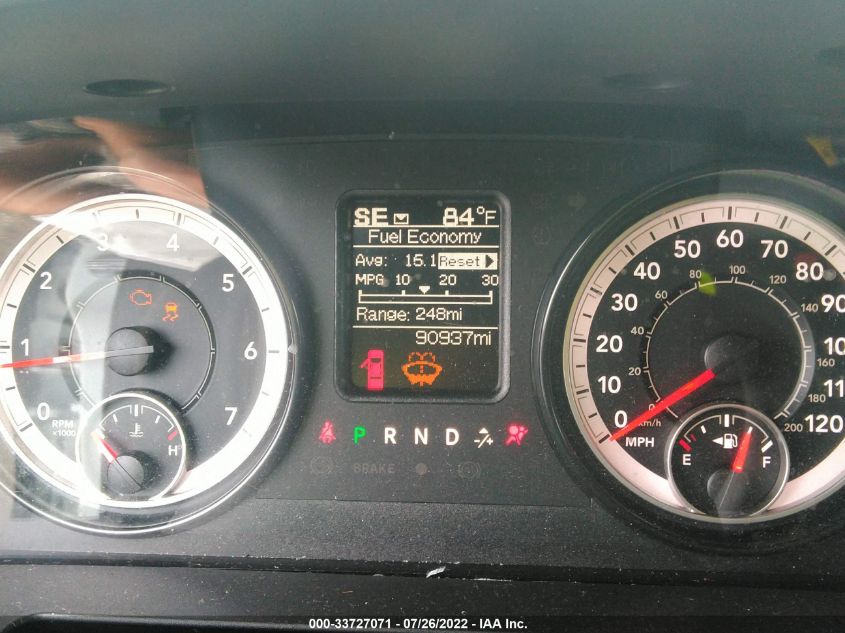 SE 84°F
Fuel Economy
Avg: 15.1 Reset
MPG 10 20 30
Range: 248mi
90937mi
0 1 2 3 4 5 6 7
RPM
x1000
H
P R N D
BRAKE
0 10 20 30 40 50 60 70 80 90 120
0 20 40 60 80 100 120 140 160 180 200
km/h
MPH
E F
000-33727071 - 07/26/2022 - IAA Inc.